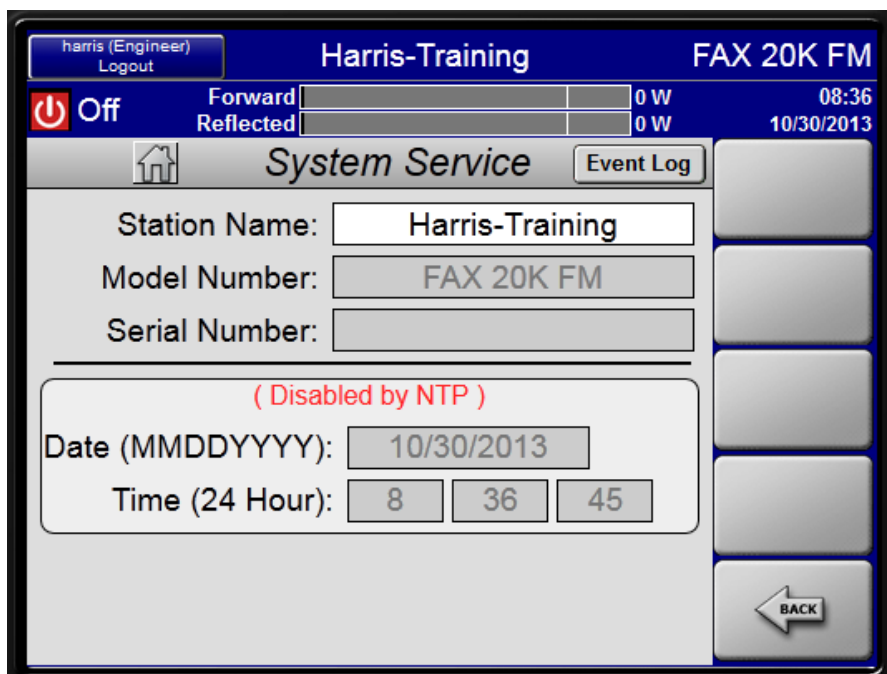 harris (Engineer)
Logout
Harris-Training
FAX 20K FM
Off
Forward 0 W
Reflected 0 W
08:36
10/30/2013
System Service
Event Log
Station Name: Harris-Training
Model Number: FAX 20K FM
Serial Number:
( Disabled by NTP )
Date (MMDDYYYY): 10/30/2013
Time (24 Hour): 8 36 45
BACK